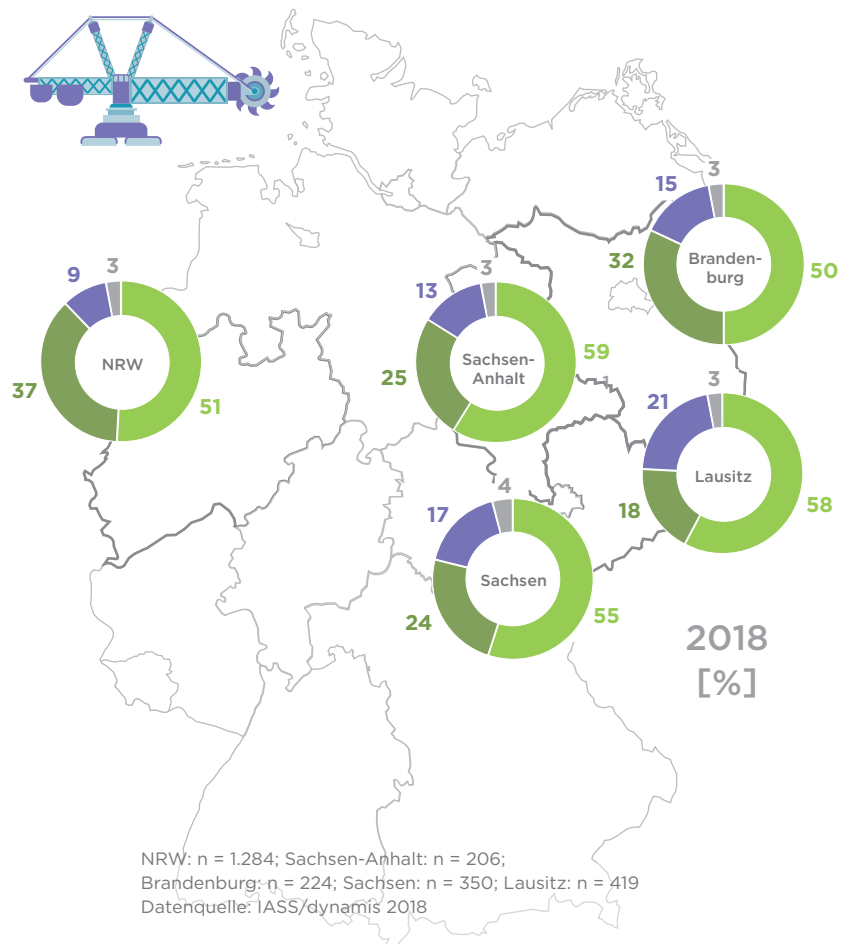 3
15
Branden-
burg
32
50
3
9
NRW
37
51
3
13
Sachsen-
Anhalt
59
25
3
21
Lausitz
18
58
4
17
Sachsen
24
55
2018
[%]
NRW: n = 1.284; Sachsen-Anhalt: n = 206;
Brandenburg: n = 224; Sachsen: n = 350; Lausitz: n = 419
Datenquelle: IASS/dynamis 2018